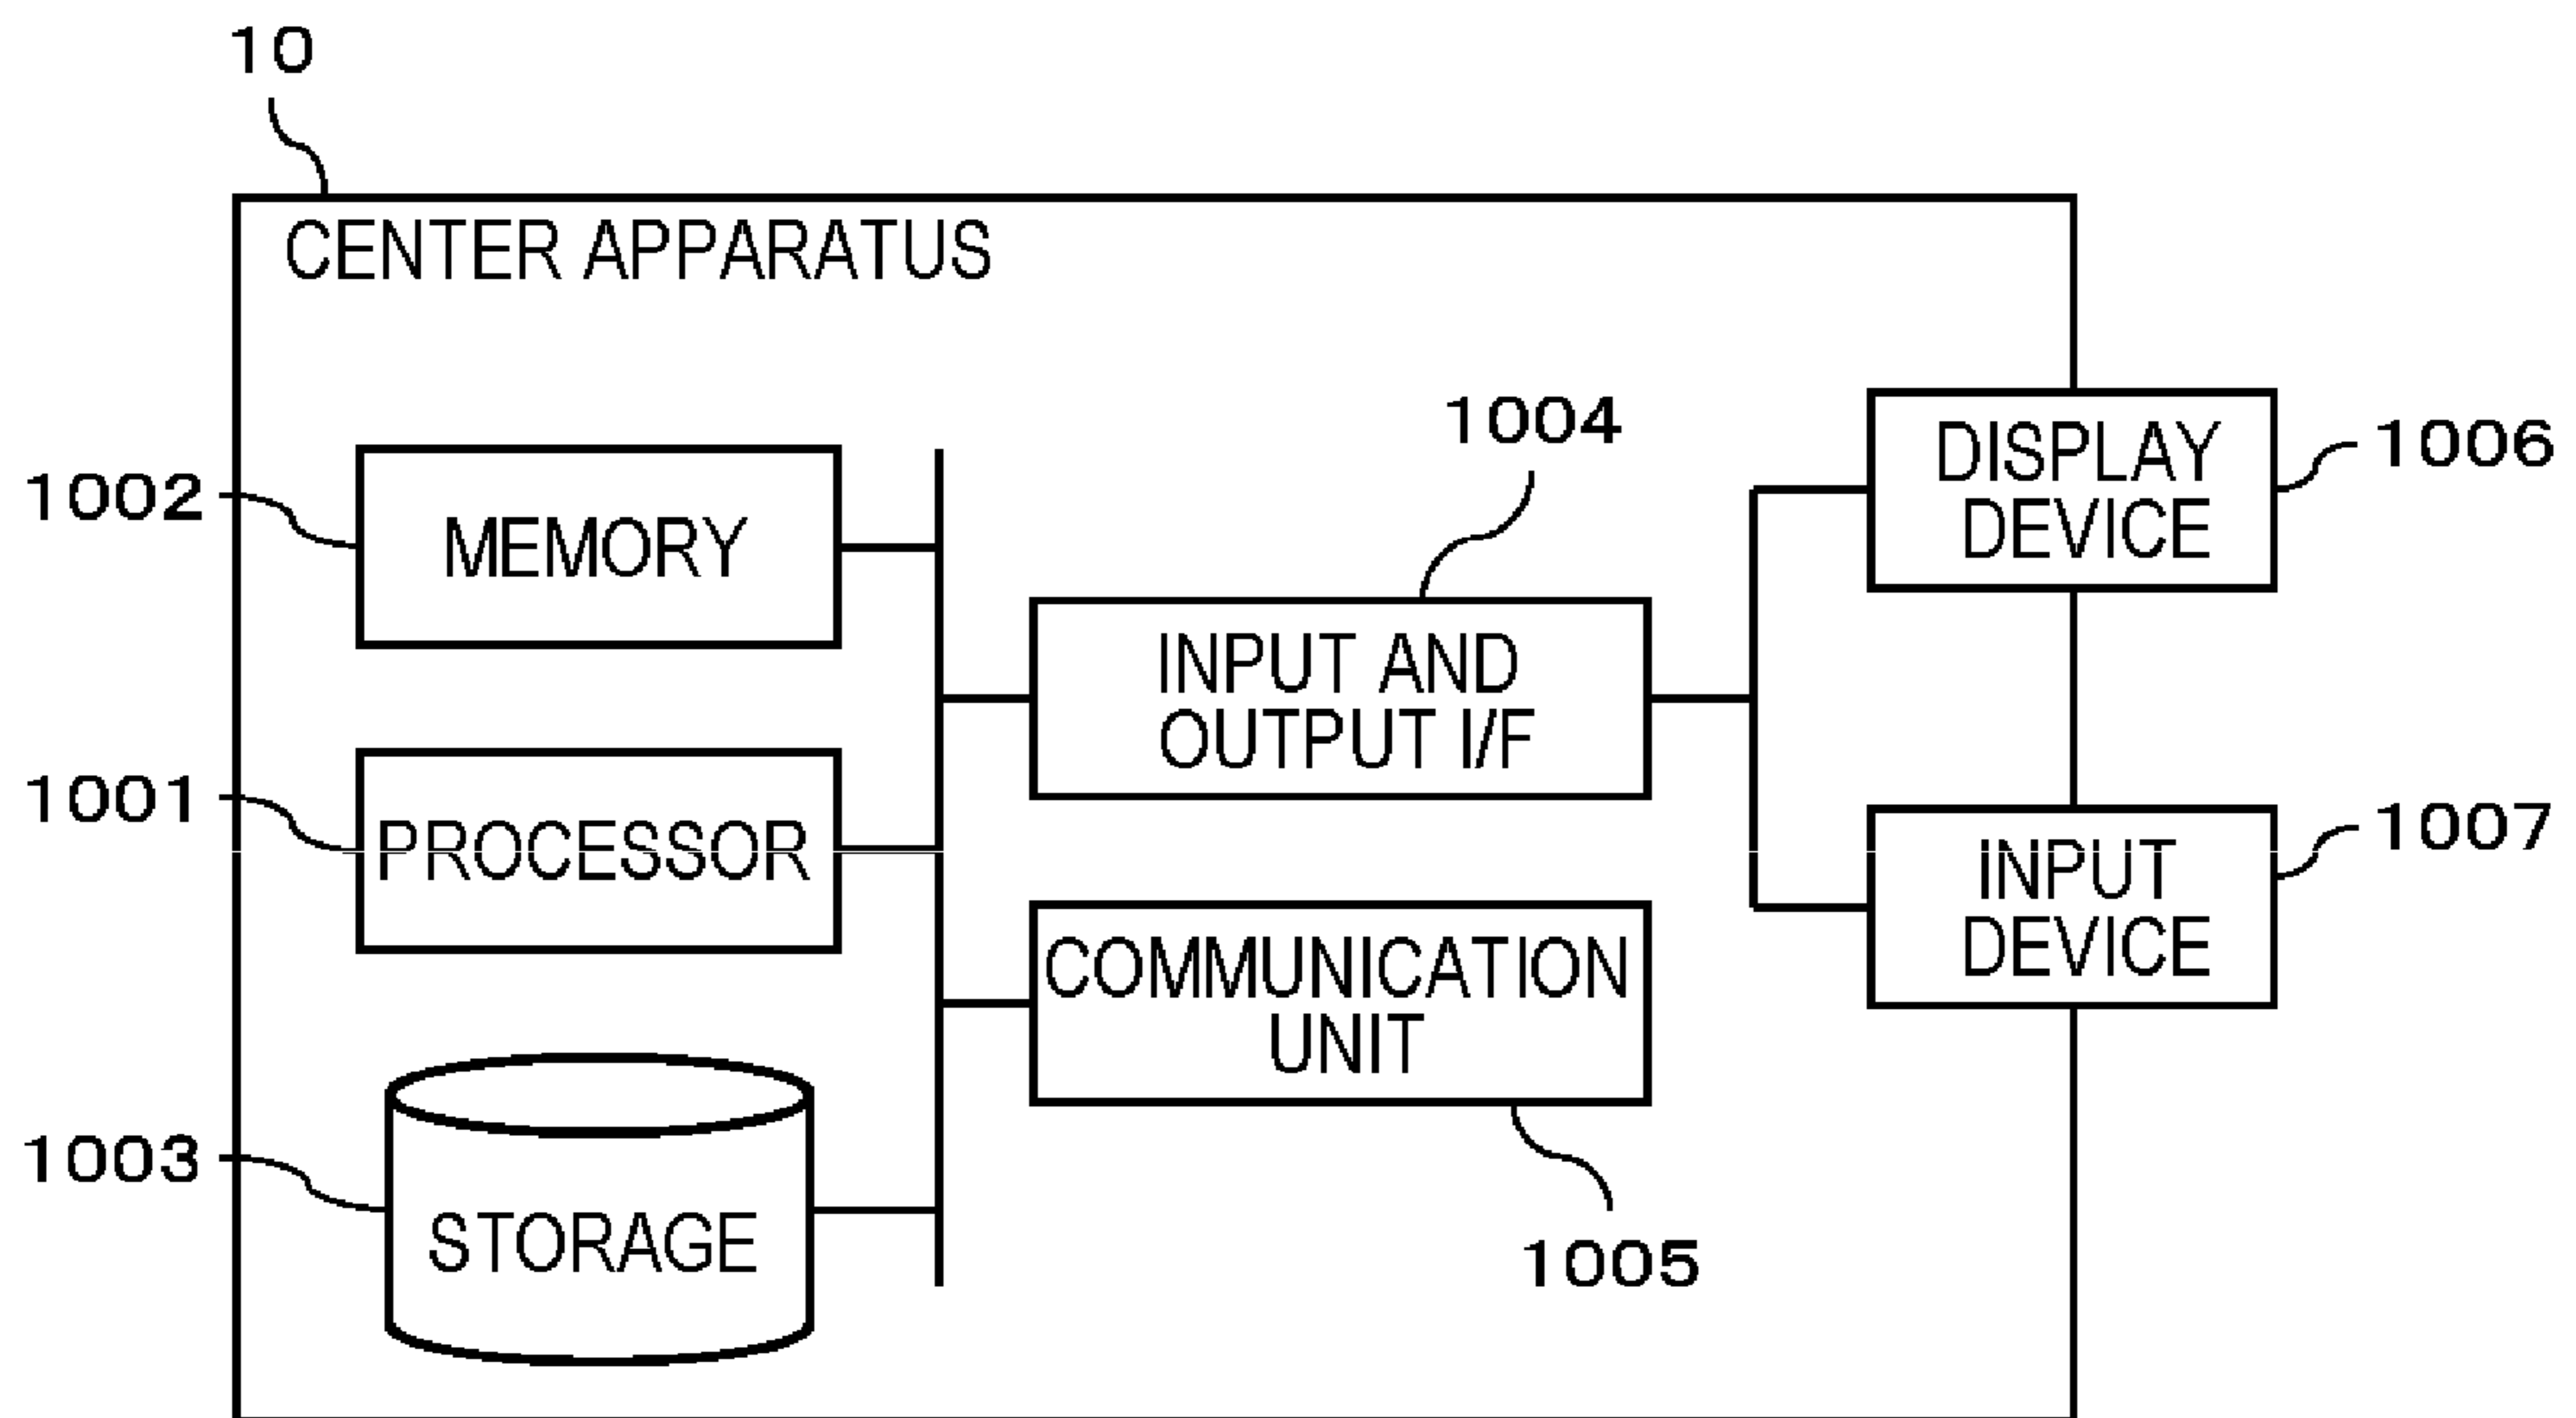 10
CENTER APPARATUS
1004
DISPLAY
DEVICE
1006
1002
MEMORY
INPUT AND
OUTPUT I/F
1001
PROCESSOR
1007
INPUT
DEVICE
COMMUNICATION
UNIT
1003
STORAGE
1005